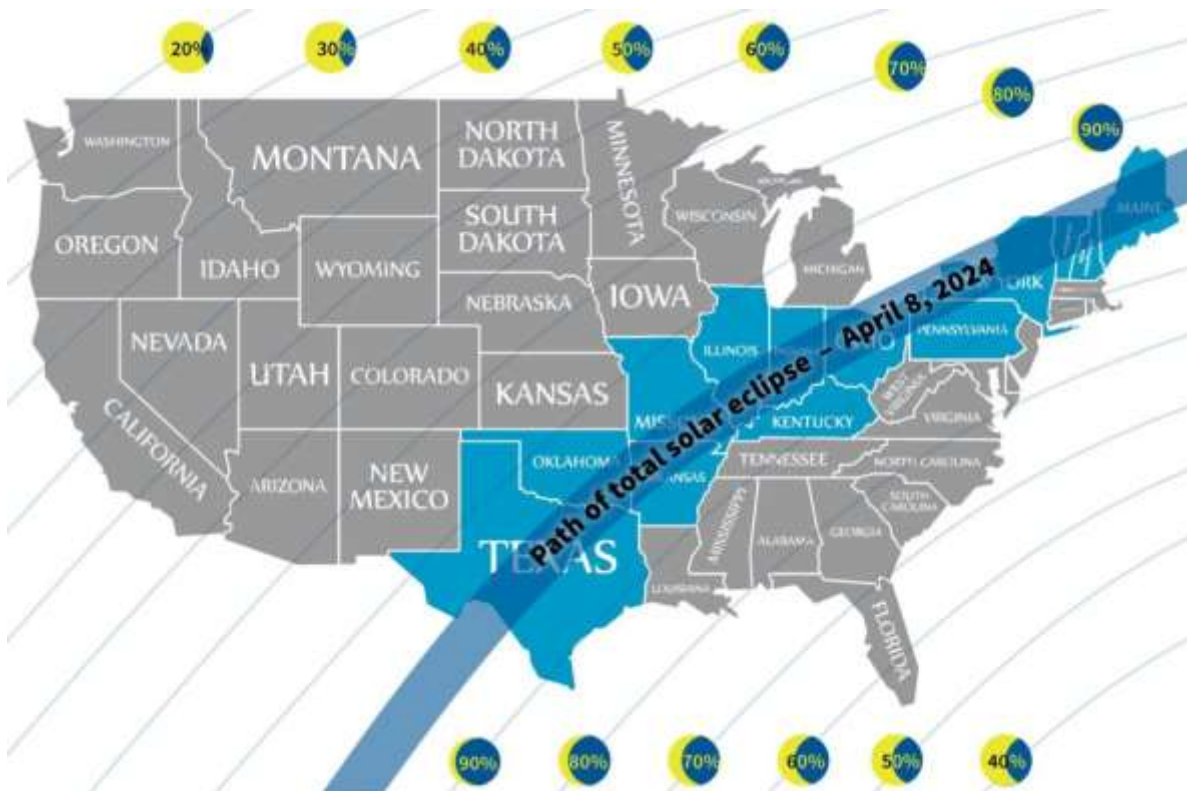 20%
30%
40%
50%
60%
70%
80%
90%
WASHINGTON
MONTANA
NORTH
DAKOTA
MINNESOTA
MAINE
OREGON
IDAHO
WYOMING
SOUTH
DAKOTA
WISCONSIN
MICHIGAN
NEBRASKA
IOWA
YORK
NEVADA
UTAH
COLORADO
KANSAS
ILLINOIS
PENNSYLVANIA
WEST
VIRGINIA
VIRGINIA
CALIFORNIA
KENTUCKY
ARIZONA
NEW
MEXICO
OKLAHOMA
TENNESSEE
NORTH CAROLINA
SOUTH
CAROLINA
TEXAS
MISSISSIPPI
ALABAMA
GEORGIA
LOUISIANA
FLORIDA
Path of total solar eclipse – April 8, 2024
90%
80%
70%
60%
50%
40%